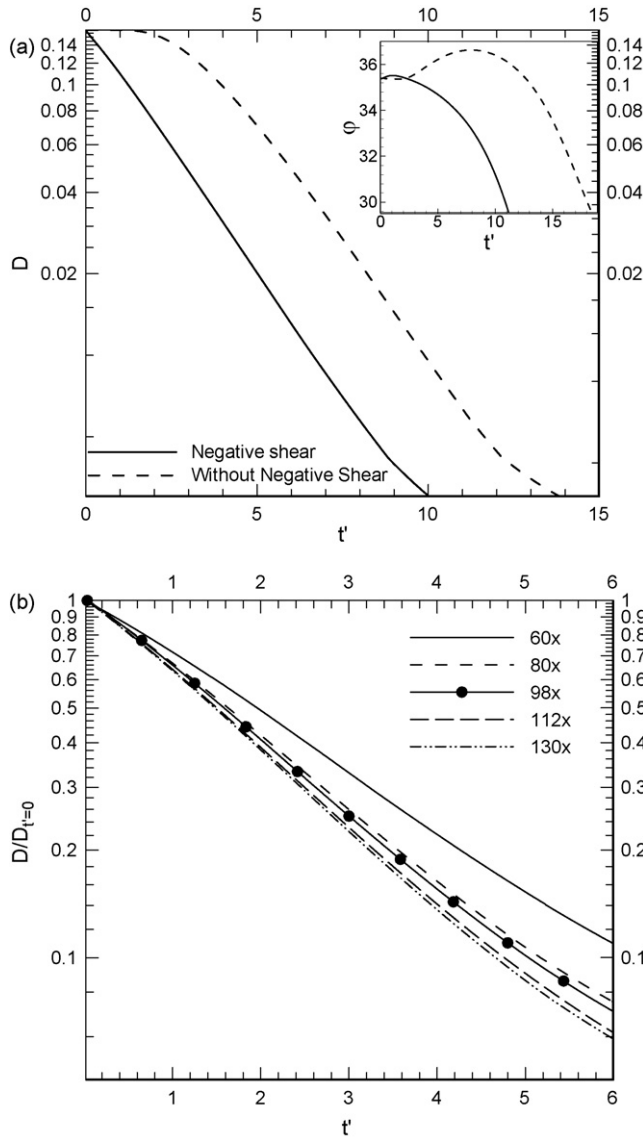 0 5 10 15
(a)
0.14
0.12
0.1
0.08
0.06
0.04
0.02
D
0.14
0.12
0.1
0.08
0.06
0.04
0.02
36
34
32
30
φ
0 5 10 15
t'
Negative shear
Without Negative Shear
0 5 10 15
t'
(b)
1 2 3 4 5 6
1
0.9
0.8
0.7
0.6
0.5
0.4
0.3
0.2
0.1
D/D t'=0
1
0.9
0.8
0.7
0.6
0.5
0.4
0.3
0.2
0.1
60x
80x
98x
112x
130x
1 2 3 4 5 6
t'